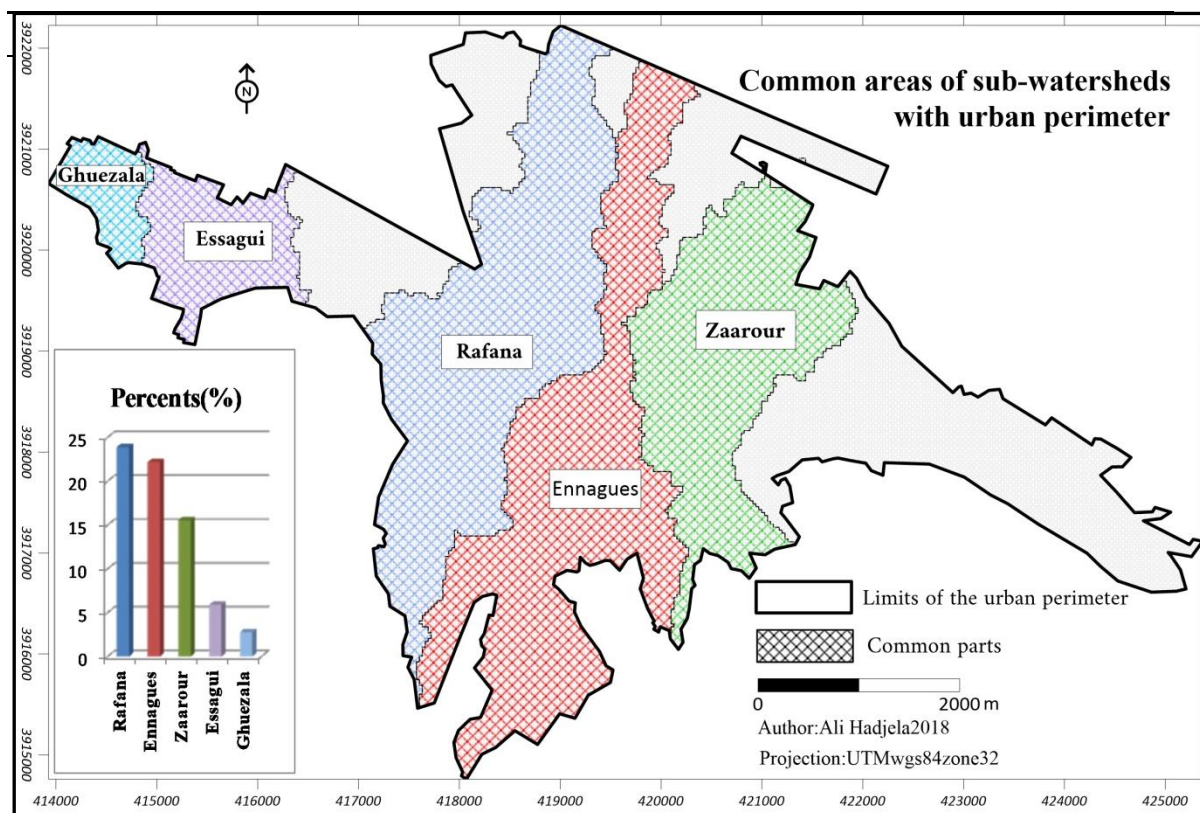 Common areas of sub-watersheds
with urban perimeter
N
3922000
3921000
3920000
3919000
3918000
3917000
3916000
3915000
Ghuezala
Essagui
Rafana
Zaarour
Ennagues
Percents(%)
25
20
15
10
5
0
Rafana
Ennagues
Zaarour
Essagui
Ghuezala
Limits of the urban perimeter
Common parts
0 2000 m
Author:Ali Hadjela2018
Projection:UTMwgs84zone32
414000 415000 416000 417000 418000 419000 420000 421000 422000 423000 424000 425000